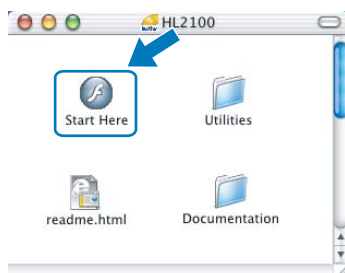 HL2100
Start Here
Utilities
readme.html
Documentation